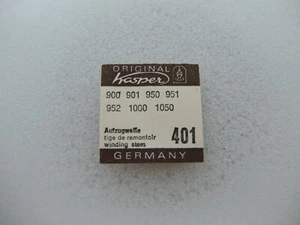 ORIGINAL
Kasper
900 901 950 951
952 1000 1050
Aufzugwelle
tige de remontoir
winding stem
401
GERMANY